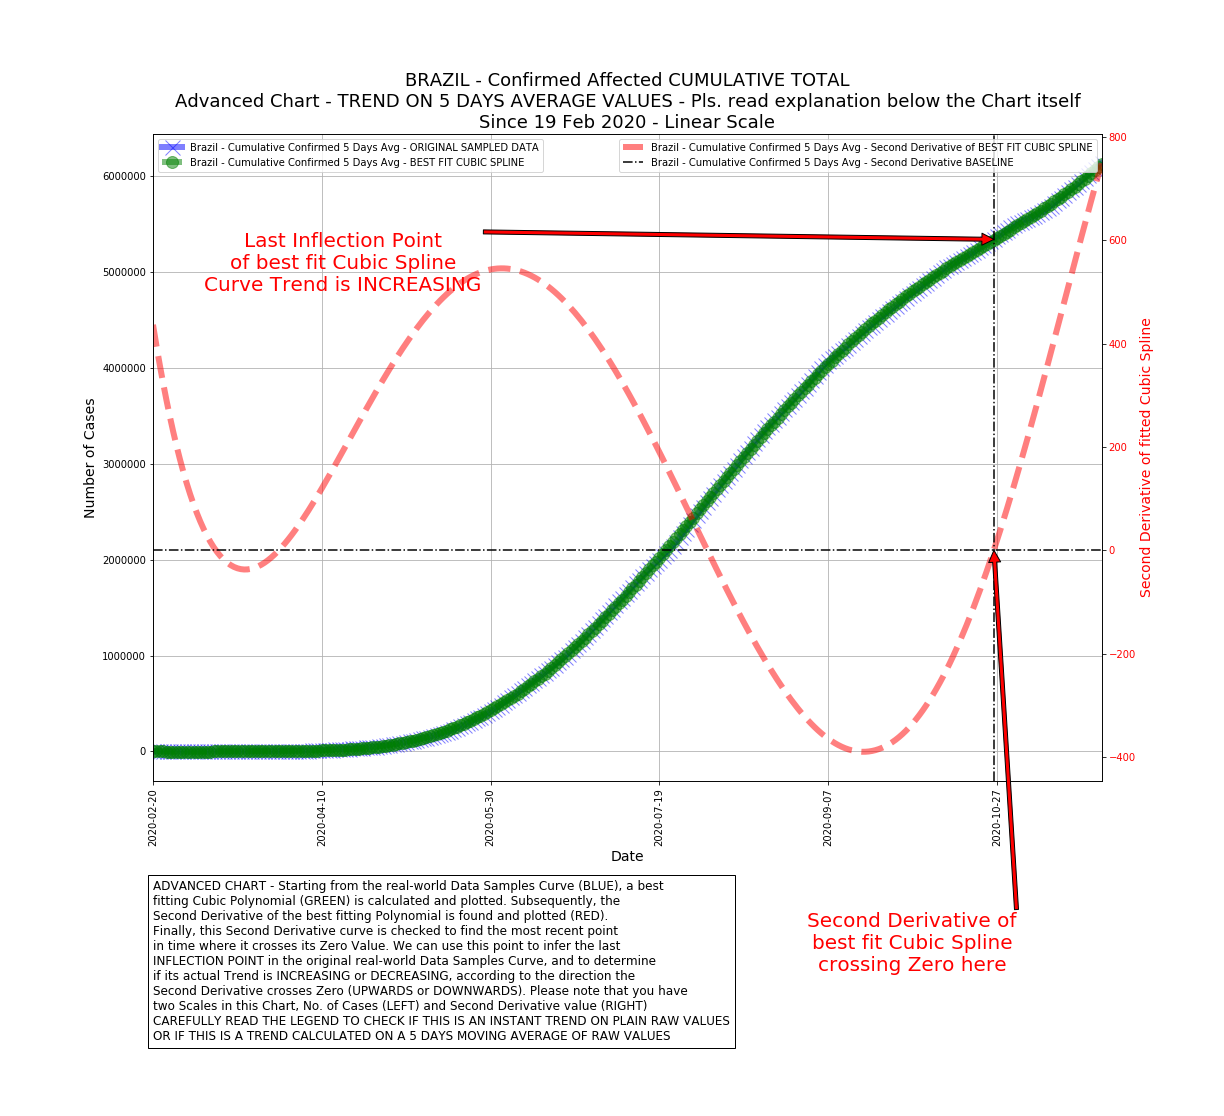 BRAZIL - Confirmed Affected CUMULATIVE TOTAL
Advanced Chart - TREND ON 5 DAYS AVERAGE VALUES - Pls. read explanation below the Chart itself
Since 19 Feb 2020 - Linear Scale
Brazil - Cumulative Confirmed 5 Days Avg - ORIGINAL SAMPLED DATA
Brazil - Cumulative Confirmed 5 Days Avg - BEST FIT CUBIC SPLINE
Brazil - Cumulative Confirmed 5 Days Avg - Second Derivative of BEST FIT CUBIC SPLINE
Brazil - Cumulative Confirmed 5 Days Avg - Second Derivative BASELINE
Last Inflection Point
of best fit Cubic Spline
Curve Trend is INCREASING
Number of Cases
6000000
5000000
4000000
3000000
2000000
1000000
0
800
600
400
200
0
−200
−400
Second Derivative of fitted Cubic Spline
2020-02-20
2020-04-10
2020-05-30
2020-07-19
2020-09-07
2020-10-27
Date
Second Derivative of
best fit Cubic Spline
crossing Zero here
ADVANCED CHART - Starting from the real-world Data Samples Curve (BLUE), a best
fitting Cubic Polynomial (GREEN) is calculated and plotted. Subsequently, the
Second Derivative of the best fitting Polynomial is found and plotted (RED).
Finally, this Second Derivative curve is checked to find the most recent point
in time where it crosses its Zero Value. We can use this point to infer the last
INFLECTION POINT in the original real-world Data Samples Curve, and to determine
if its actual Trend is INCREASING or DECREASING, according to the direction the
Second Derivative crosses Zero (UPWARDS or DOWNWARDS). Please note that you have
two Scales in this Chart, No. of Cases (LEFT) and Second Derivative value (RIGHT)
CAREFULLY READ THE LEGEND TO CHECK IF THIS IS AN INSTANT TREND ON PLAIN RAW VALUES
OR IF THIS IS A TREND CALCULATED ON A 5 DAYS MOVING AVERAGE OF RAW VALUES